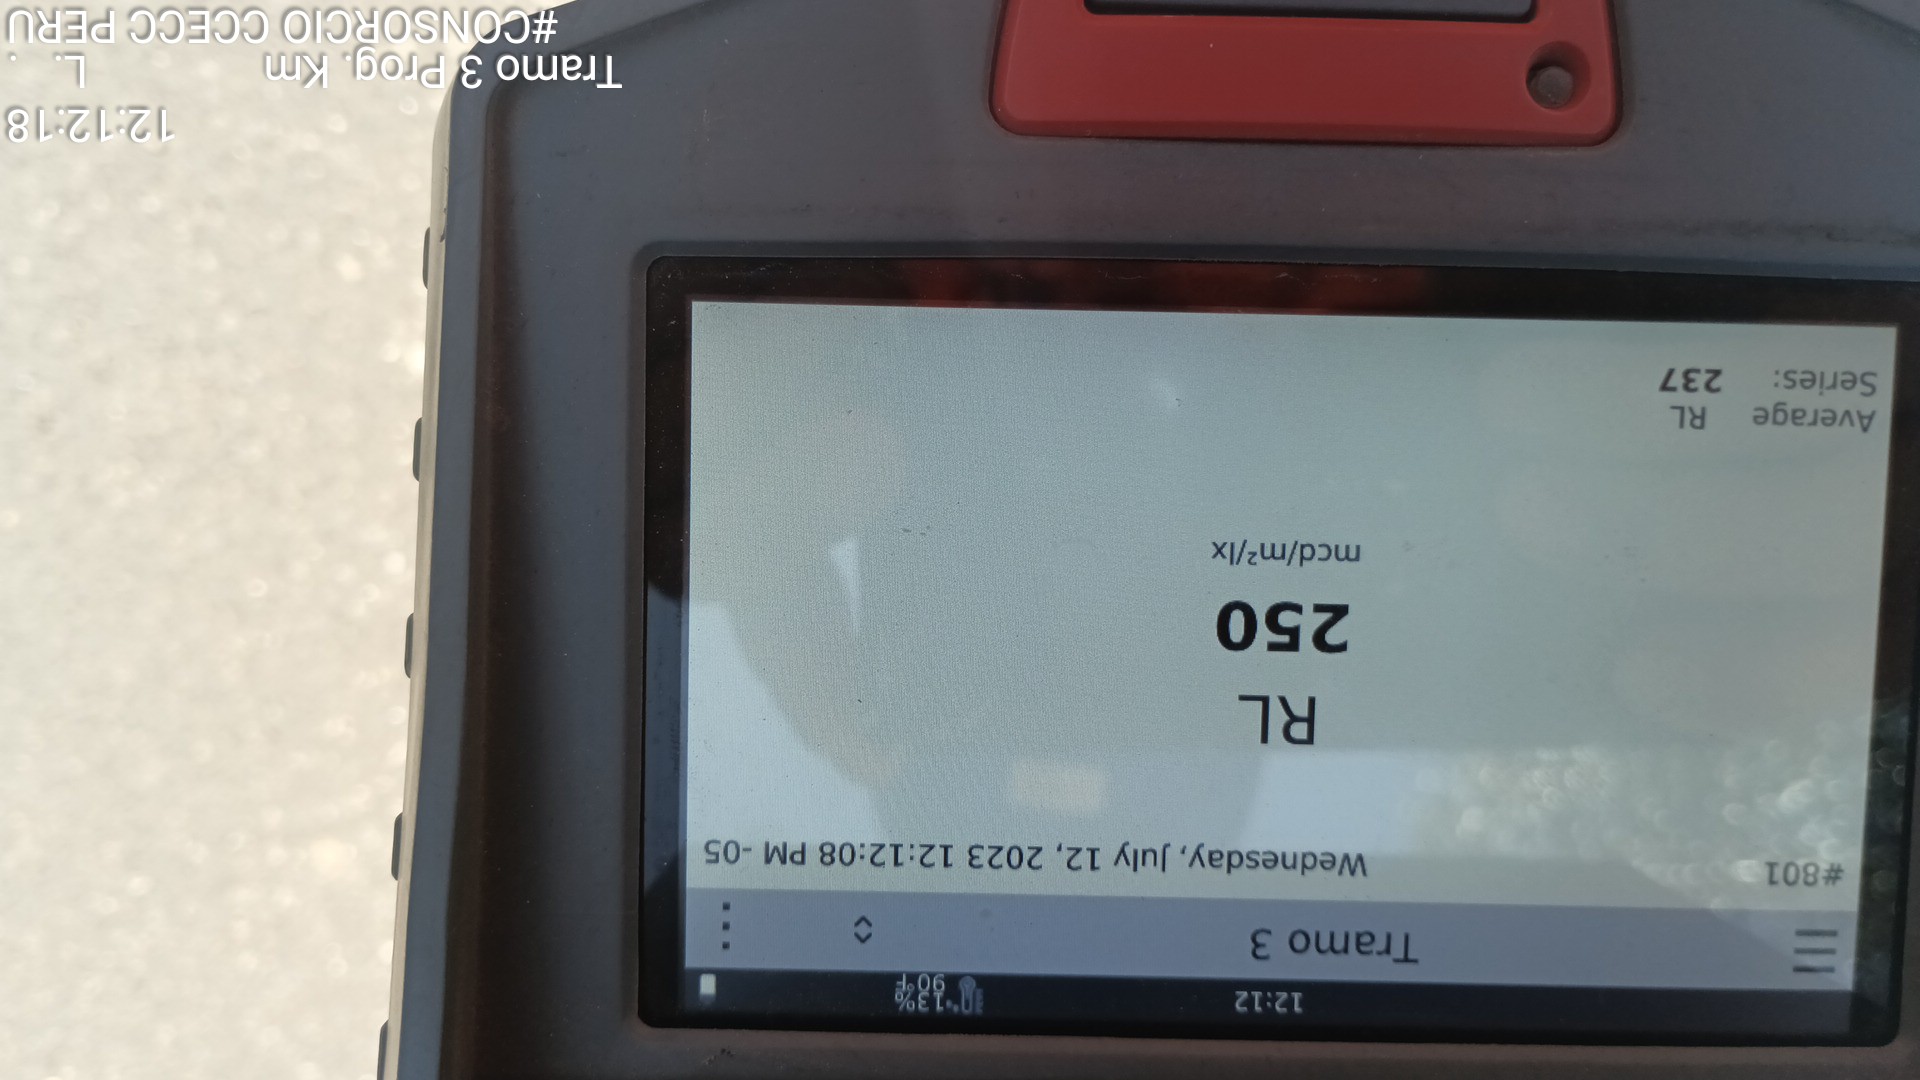 12:12
13%
90°F
Tramo 3
#801
Wednesday, July 12, 2023 12:12:08 PM -05
RL
250
mcd/m²/lx
Average RL
Series: 237
12:12:18
Tramo 3 Prog. Km L. .
#CONSORCIO CCECC PERU